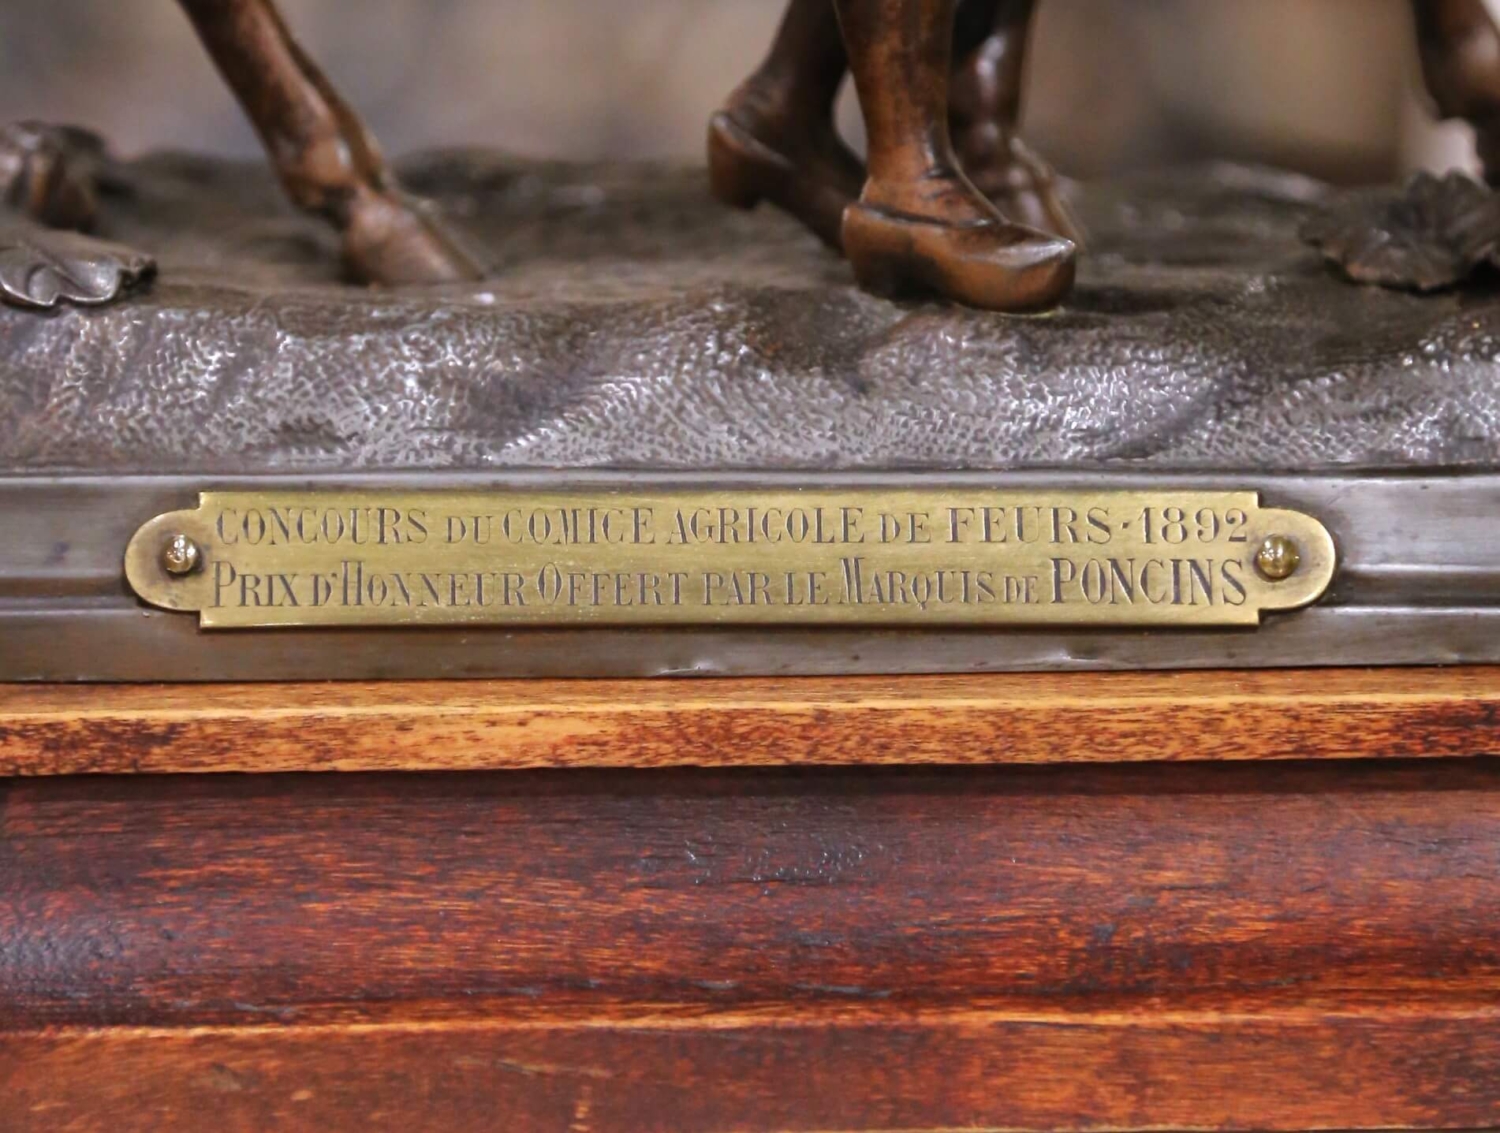 CONCOURS DU COMICE AGRICOLE DE FEURS-1892
PRIX D'HONNEUR OFFERT PAR LE MARQUIS DE PONCINS